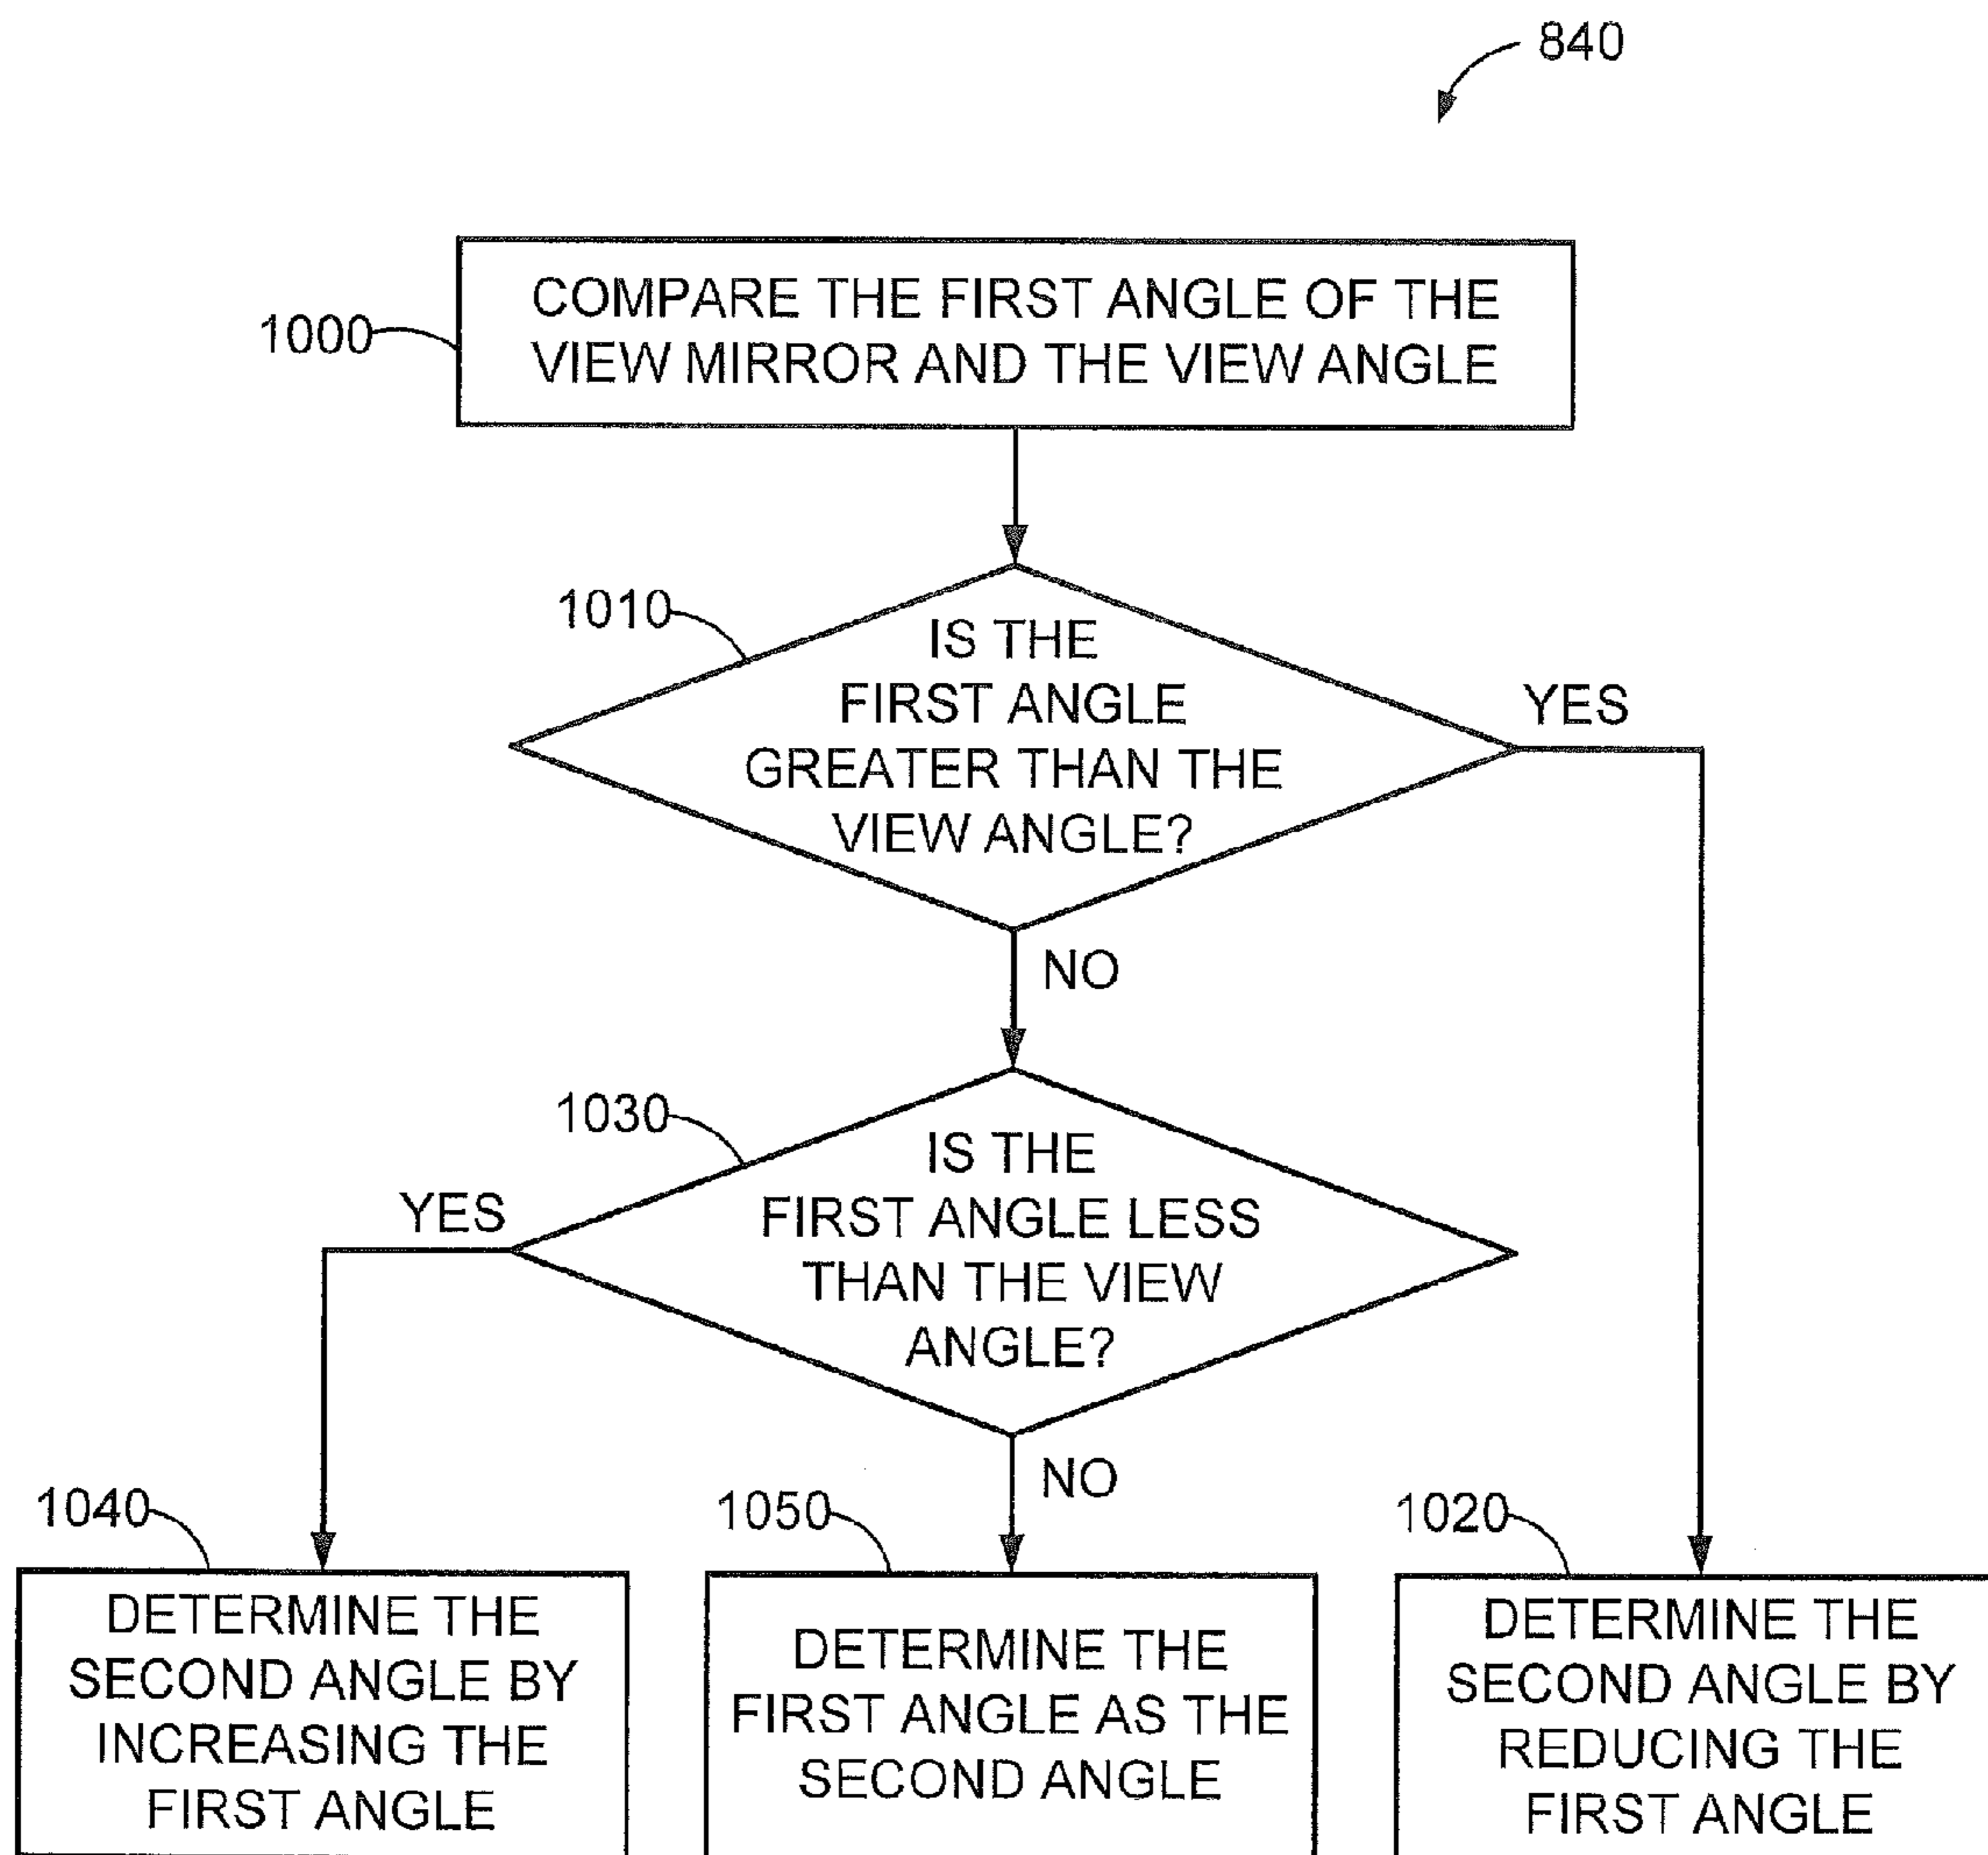 840
1000
COMPARE THE FIRST ANGLE OF THE
VIEW MIRROR AND THE VIEW ANGLE
1010
IS THE
FIRST ANGLE
GREATER THAN THE
VIEW ANGLE?
YES
NO
1030
IS THE
FIRST ANGLE LESS
THAN THE VIEW
ANGLE?
YES
NO
1040
DETERMINE THE
SECOND ANGLE BY
INCREASING THE
FIRST ANGLE
1050
DETERMINE THE
FIRST ANGLE AS THE
SECOND ANGLE
1020
DETERMINE THE
SECOND ANGLE BY
REDUCING THE
FIRST ANGLE